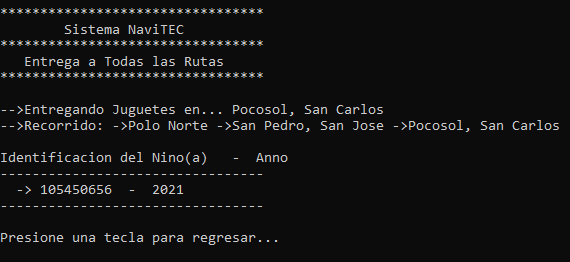 *********************************
Sistema NaviTEC
*********************************
Entrega a Todas las Rutas
*********************************
-->Entregando Juguetes en... Pocosol, San Carlos
-->Recorrido: ->Polo Norte ->San Pedro, San Jose ->Pocosol, San Carlos
Identificacion del Nino(a)   -  Anno
---------------------------------
-> 105450656  -  2021
---------------------------------
Presione una tecla para regresar...